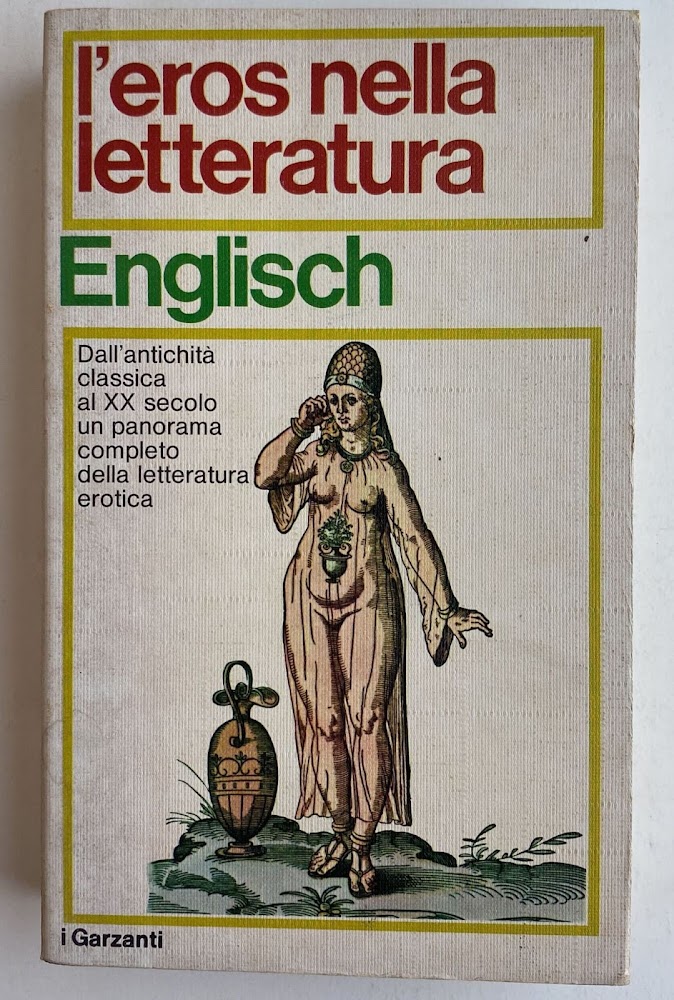 l'eros nella
letteratura
Englisch
Dall'antichità
classica
al XX secolo
un panorama
completo
della letteratura
erotica
i Garzanti